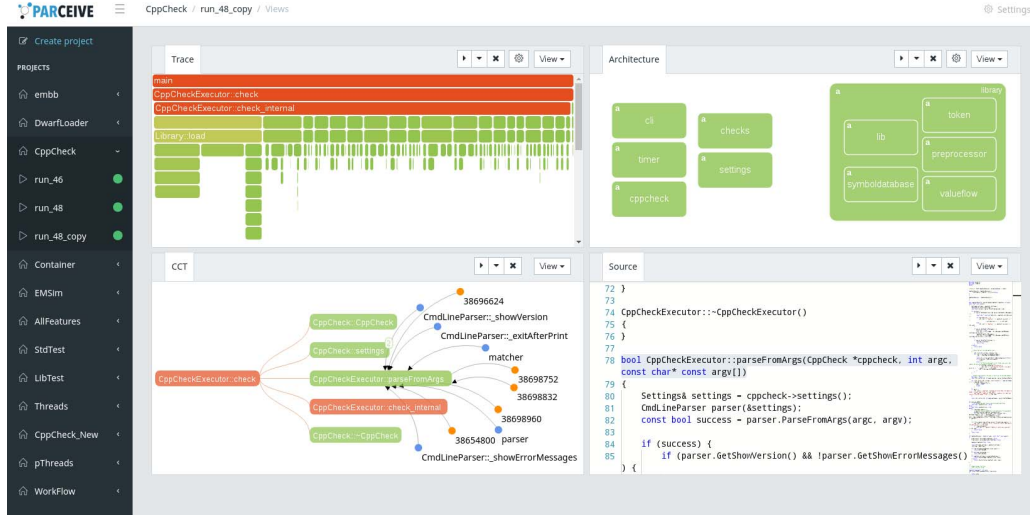 PARCEIVE
CppCheck / run_48_copy / Views
Settings
Create project
PROJECTS
embb
DwarfLoader
CppCheck
run_46
run_48
run_48_copy
Container
EMSim
AllFeatures
StdTest
LibTest
Threads
CppCheck_New
pThreads
WorkFlow
Trace
View
main
CppCheckExecutor::check
CppCheckExecutor::check_internal
Library::load
Architecture
View
a
cli
a
timer
a
cppcheck
a
checks
a
settings
a
library
a
lib
a
symboldatabase
a
token
a
preprocessor
a
valueflow
CCT
View
CppCheckExecutor::check
CppCheck::CppCheck
CppCheck::settings
CppCheckExecutor::parseFromArgs
CppCheckExecutor::check_internal
CppCheck::~CppCheck
38696624
CmdLineParser::_showVersion
CmdLineParser::_exitAfterPrint
matcher
38698752
38698832
38698960
38654800
parser
CmdLineParser::_showErrorMessages
Source
View
72 }
73
74 CppCheckExecutor::~CppCheckExecutor()
75 {
76 }
77
78 bool CppCheckExecutor::parseFromArgs(CppCheck *cppcheck, int argc,
const char* const argv[])
79 {
80 Settings& settings = cppcheck->settings();
81 CmdLineParser parser(&settings);
82 const bool success = parser.ParseFromArgs(argc, argv);
83
84 if (success) {
85 if (parser.GetShowVersion() && !parser.GetShowErrorMessages()
) {